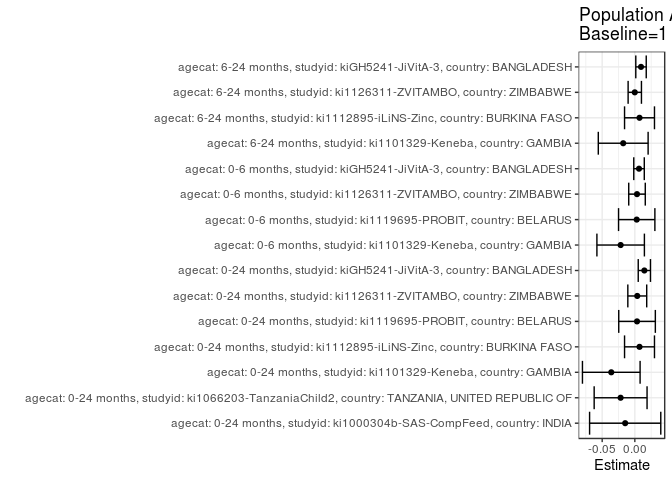 Population A
Baseline=1
agecat: 6-24 months, studyid: kiGH5241-JiVitA-3, country: BANGLADESH
agecat: 6-24 months, studyid: ki1126311-ZVITAMBO, country: ZIMBABWE
agecat: 6-24 months, studyid: ki1112895-iLiNS-Zinc, country: BURKINA FASO
agecat: 6-24 months, studyid: ki1101329-Keneba, country: GAMBIA
agecat: 0-6 months, studyid: kiGH5241-JiVitA-3, country: BANGLADESH
agecat: 0-6 months, studyid: ki1126311-ZVITAMBO, country: ZIMBABWE
agecat: 0-6 months, studyid: ki1119695-PROBIT, country: BELARUS
agecat: 0-6 months, studyid: ki1101329-Keneba, country: GAMBIA
agecat: 0-24 months, studyid: kiGH5241-JiVitA-3, country: BANGLADESH
agecat: 0-24 months, studyid: ki1126311-ZVITAMBO, country: ZIMBABWE
agecat: 0-24 months, studyid: ki1119695-PROBIT, country: BELARUS
agecat: 0-24 months, studyid: ki1112895-iLiNS-Zinc, country: BURKINA FASO
agecat: 0-24 months, studyid: ki1101329-Keneba, country: GAMBIA
agecat: 0-24 months, studyid: ki1066203-TanzaniaChild2, country: TANZANIA, UNITED REPUBLIC OF
agecat: 0-24 months, studyid: ki1000304b-SAS-CompFeed, country: INDIA
-0.05 0.00
Estimate